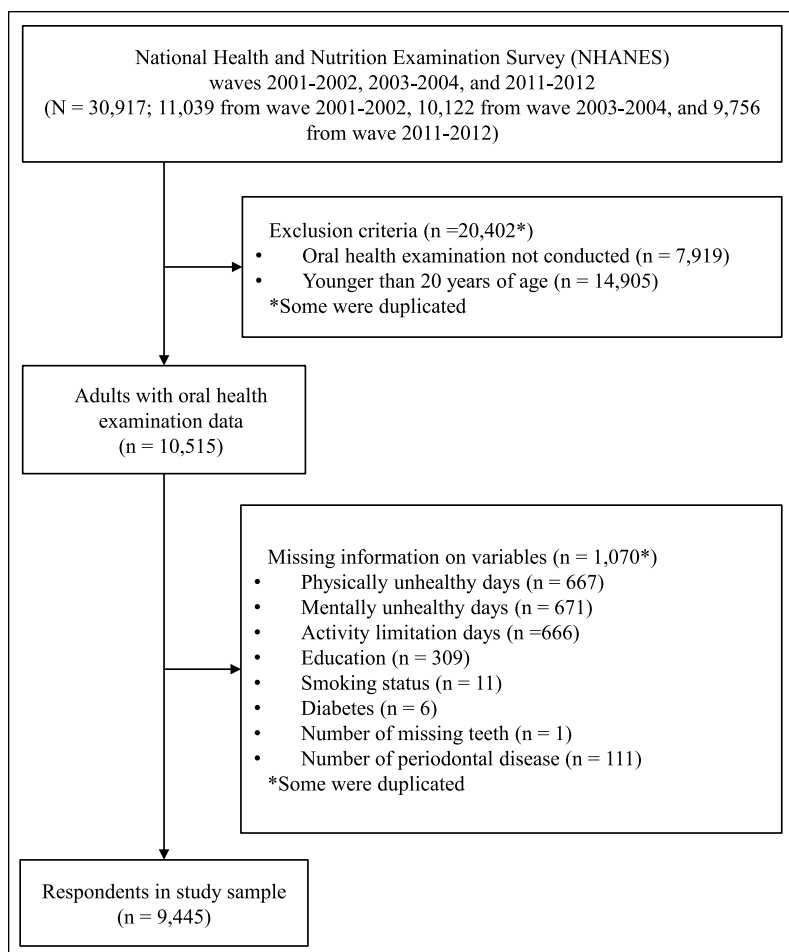 National Health and Nutrition Examination Survey (NHANES)
waves 2001-2002, 2003-2004, and 2011-2012
(N = 30,917; 11,039 from wave 2001-2002, 10,122 from wave 2003-2004, and 9,756
from wave 2011-2012)
Exclusion criteria (n =20,402*)
• Oral health examination not conducted (n = 7,919)
• Younger than 20 years of age (n = 14,905)
*Some were duplicated
Adults with oral health
examination data
(n = 10,515)
Missing information on variables (n = 1,070*)
• Physically unhealthy days (n = 667)
• Mentally unhealthy days (n = 671)
• Activity limitation days (n =666)
• Education (n = 309)
• Smoking status (n = 11)
• Diabetes (n = 6)
• Number of missing teeth (n = 1)
• Number of periodontal disease (n = 111)
*Some were duplicated
Respondents in study sample
(n = 9,445)